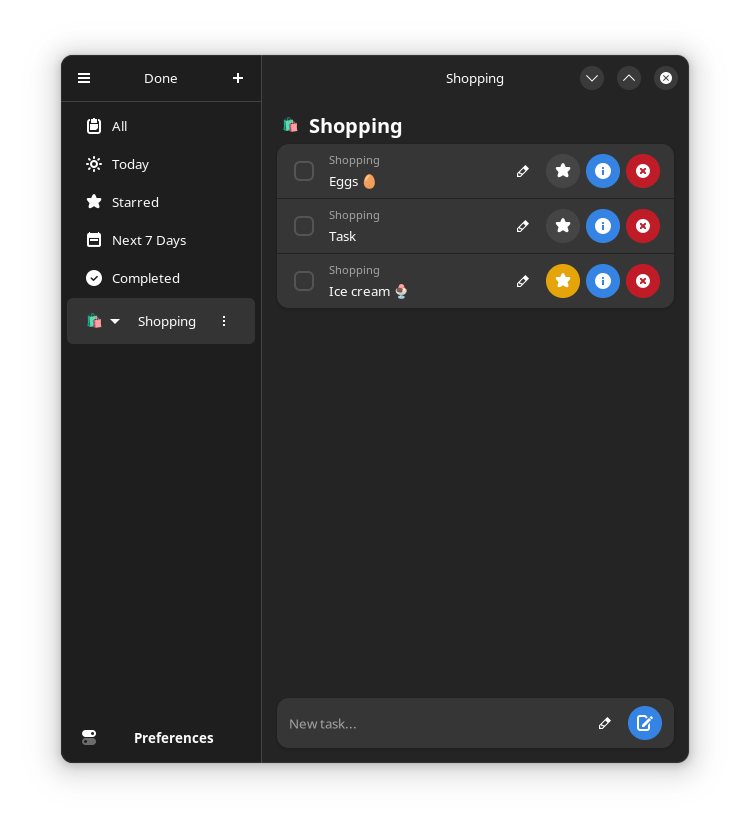 Done
All
Today
Starred
Next 7 Days
Completed
Shopping
Preferences
Shopping
Shopping
Shopping
Eggs 🥚
Shopping
Task
Shopping
Ice cream 🍨
New task...